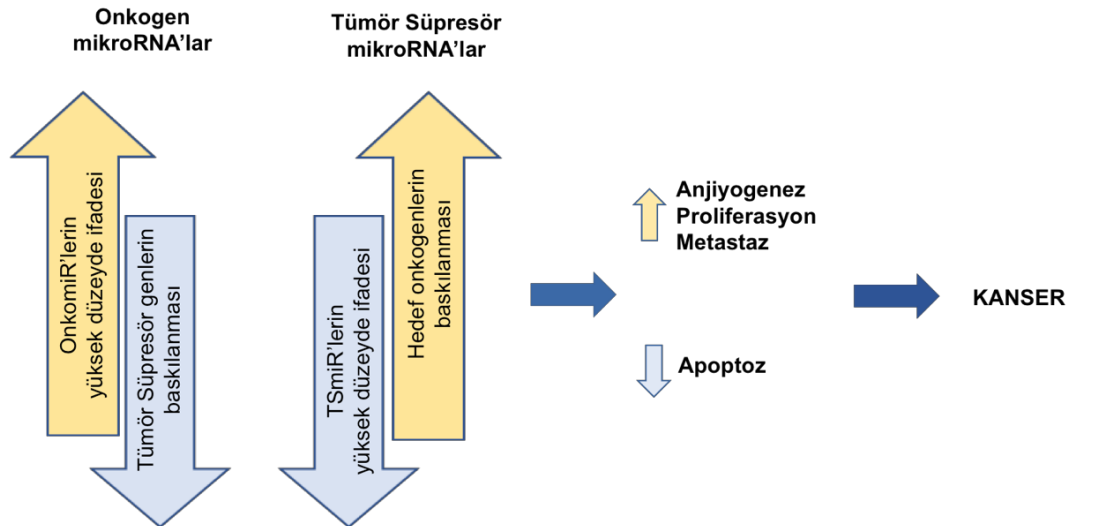 Onkogen
mikroRNA’lar
Tümör Süpresör
mikroRNA’lar
OnkomiR’lerin
yüksek düzeyde ifadesi
Tümör Süpresör genlerin
baskılanması
TSmiR’lerin
yüksek düzeyde ifadesi
Hedef onkogenlerin
baskılanması
Anjiyogenez
Proliferasyon
Metastaz
Apoptoz
KANSER